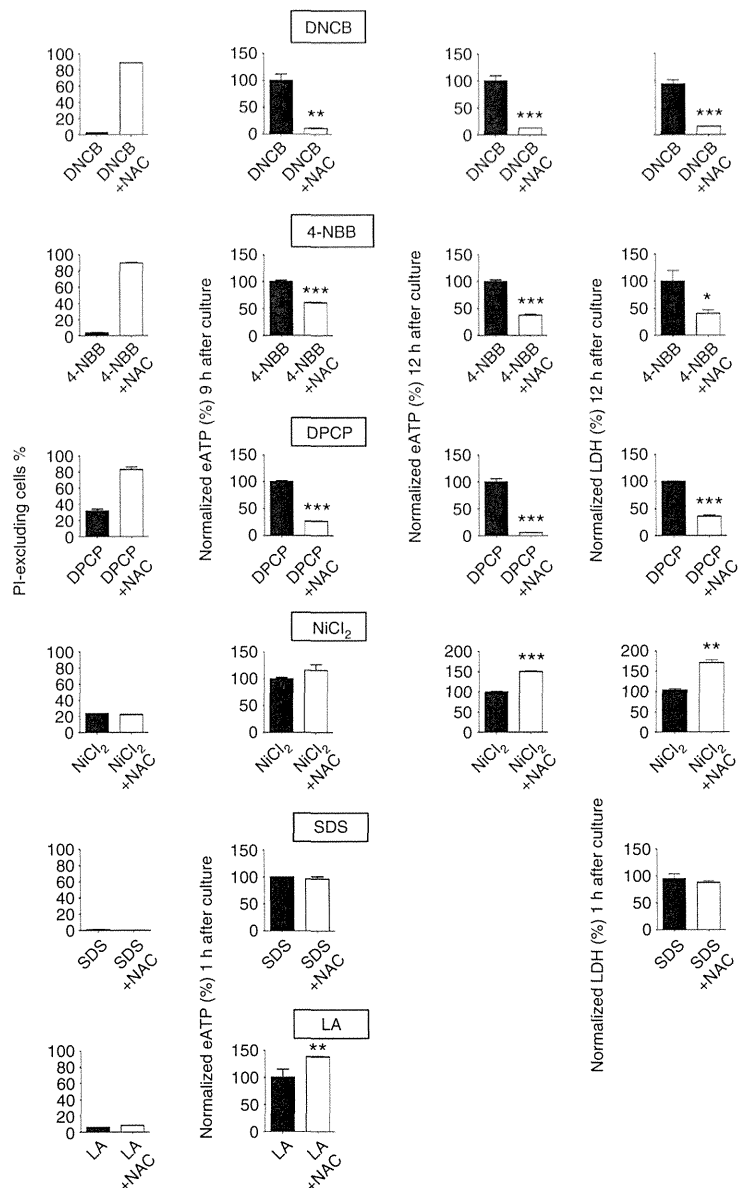 DNCB
100
80
60
40
20
0
DNCB
DNCB
+NAC
150
100
50
0
**
DNCB
DNCB
+NAC
150
100
50
0
***
DNCB
DNCB
+NAC
150
100
50
0
***
DNCB
DNCB
+NAC
4-NBB
100
80
60
40
20
0
4-NBB
4-NBB
+NAC
150
100
50
0
***
4-NBB
4-NBB
+NAC
150
100
50
0
***
4-NBB
4-NBB
+NAC
150
100
50
0
*
4-NBB
4-NBB
+NAC
PI-excluding cells %
Normalized eATP (%) 9 h after culture
Normalized eATP (%) 12 h after culture
Normalized LDH (%) 12 h after culture
DPCP
100
80
60
40
20
0
DPCP
DPCP
+NAC
150
100
50
0
***
DPCP
DPCP
+NAC
150
100
50
0
***
DPCP
DPCP
+NAC
150
100
50
0
***
DPCP
DPCP
+NAC
NiCl₂
100
80
60
40
20
0
NiCl₂
NiCl₂
+NAC
150
100
50
0
NiCl₂
NiCl₂
+NAC
200
150
100
50
0
***
NiCl₂
NiCl₂
+NAC
200
150
100
50
0
**
NiCl₂
NiCl₂
+NAC
SDS
100
80
60
40
20
0
SDS
SDS
+NAC
Normalized eATP (%) 1 h after culture
150
100
50
0
SDS
SDS
+NAC
Normalized LDH (%) 1 h after culture
150
100
50
0
SDS
SDS
+NAC
LA
100
80
60
40
20
0
LA
LA
+NAC
150
100
50
0
**
LA
LA
+NAC